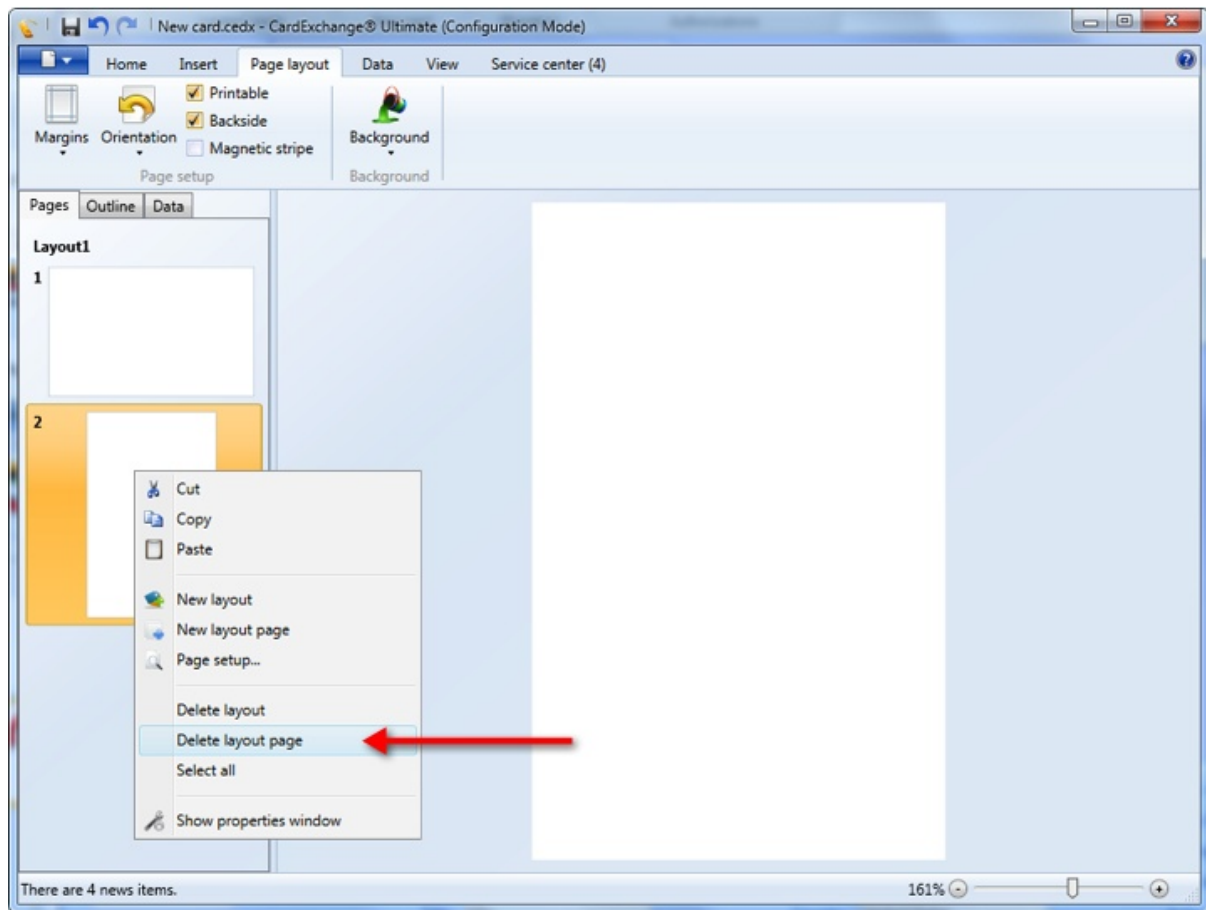 New card.cedx - CardExchange® Ultimate (Configuration Mode)
Home Insert Page layout Data View Service center (4)
Printable
Backside
Magnetic stripe
Margins Orientation Background
Page setup Background
Pages Outline Data
Layout1
1
2
Cut
Copy
Paste
New layout
New layout page
Page setup...
Delete layout
Delete layout page
Select all
Show properties window
There are 4 news items. 161%